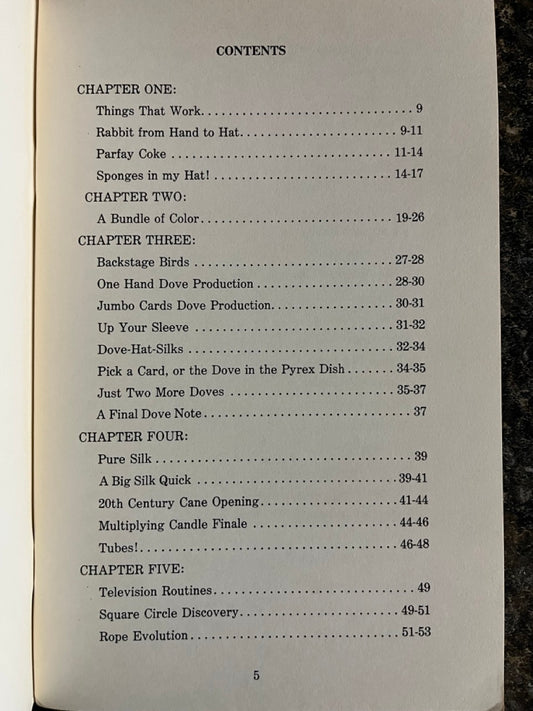 CONTENTS
CHAPTER ONE:
Things That Work. . . . . . . . . . . . . . . . . . . . . . . . . . . . . . 9
Rabbit from Hand to Hat. . . . . . . . . . . . . . . . . . . . . . 9-11
Parfay Coke . . . . . . . . . . . . . . . . . . . . . . . . . . . . . . 11-14
Sponges in my Hat! . . . . . . . . . . . . . . . . . . . . . . . . 14-17
CHAPTER TWO:
A Bundle of Color. . . . . . . . . . . . . . . . . . . . . . . . . . 19-26
CHAPTER THREE:
Backstage Birds . . . . . . . . . . . . . . . . . . . . . . . . . . . 27-28
One Hand Dove Production . . . . . . . . . . . . . . . . . . 28-30
Jumbo Cards Dove Production. . . . . . . . . . . . . . . . 30-31
Up Your Sleeve . . . . . . . . . . . . . . . . . . . . . . . . . . . 31-32
Dove-Hat-Silks . . . . . . . . . . . . . . . . . . . . . . . . . . . . 32-34
Pick a Card, or the Dove in the Pyrex Dish . . . . . . . 34-35
Just Two More Doves . . . . . . . . . . . . . . . . . . . . . . 35-37
A Final Dove Note. . . . . . . . . . . . . . . . . . . . . . . . . . . . 37
CHAPTER FOUR:
Pure Silk . . . . . . . . . . . . . . . . . . . . . . . . . . . . . . . . . . 39
A Big Silk Quick . . . . . . . . . . . . . . . . . . . . . . . . . . . 39-41
20th Century Cane Opening. . . . . . . . . . . . . . . . . . . 41-44
Multiplying Candle Finale . . . . . . . . . . . . . . . . . . . . 44-46
Tubes!. . . . . . . . . . . . . . . . . . . . . . . . . . . . . . . . . . . 46-48
CHAPTER FIVE:
Television Routines. . . . . . . . . . . . . . . . . . . . . . . . . . . 49
Square Circle Discovery. . . . . . . . . . . . . . . . . . . . . . 49-51
Rope Evolution. . . . . . . . . . . . . . . . . . . . . . . . . . . . . 51-53
5